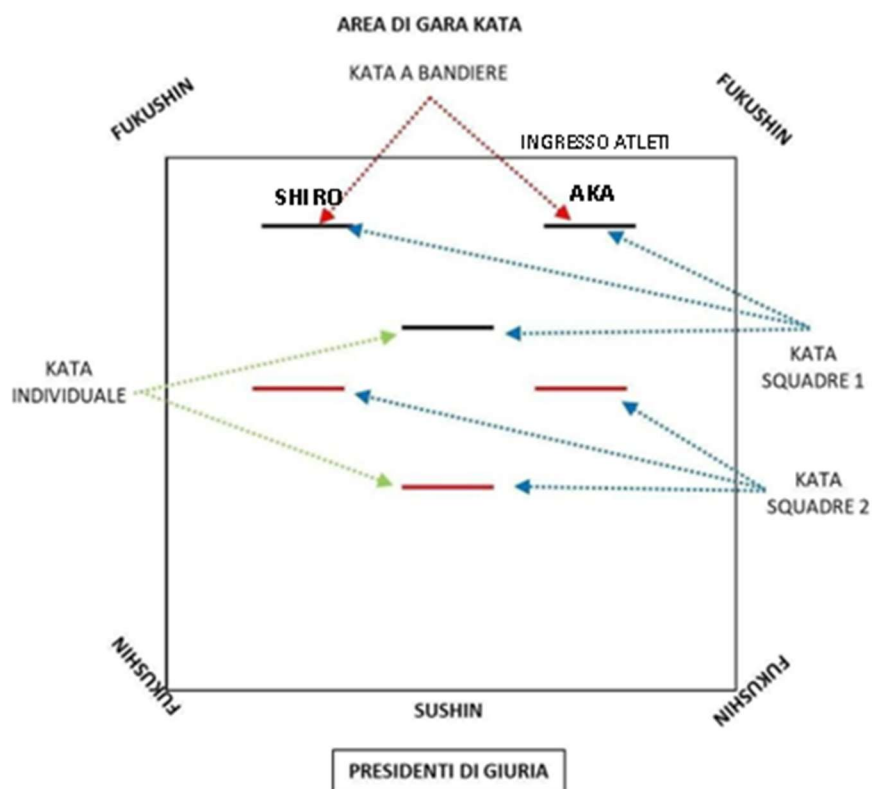 AREA DI GARA KATA
KATA A BANDIERE
FUKUSHIN
FUKUSHIN
INGRESSO ATLETI
SHIRO
AKA
KATA
INDIVIDUALE
KATA
SQUADRE 1
KATA
SQUADRE 2
FUKUSHIN
FUKUSHIN
SUSHIN
PRESIDENTI DI GIURIA